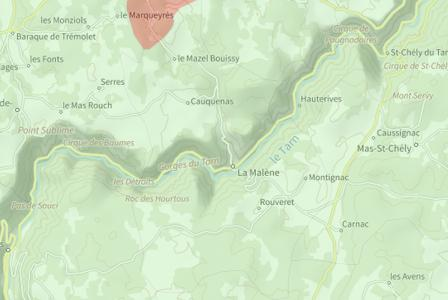 les Monziols
le Marqueyrès
Baraque de Trémolet
Cirque de
Pougnadoires
St-Chély du Tar
les Fonts
le Mazel Bouissy
ages
Cirque de St-Chély
Serres
Mont Servy
Cauquenas
Hauterives
de-
le Mas Rouch
Point Sublime
Cirque des Baumes
Caussignac
Mas-St-Chély
le Tarn
Gorges du Tarn
La Malène
les Détroits
Montignac
Roc des Hourtous
Pas de Souci
Rouveret
Carnac
les Avens